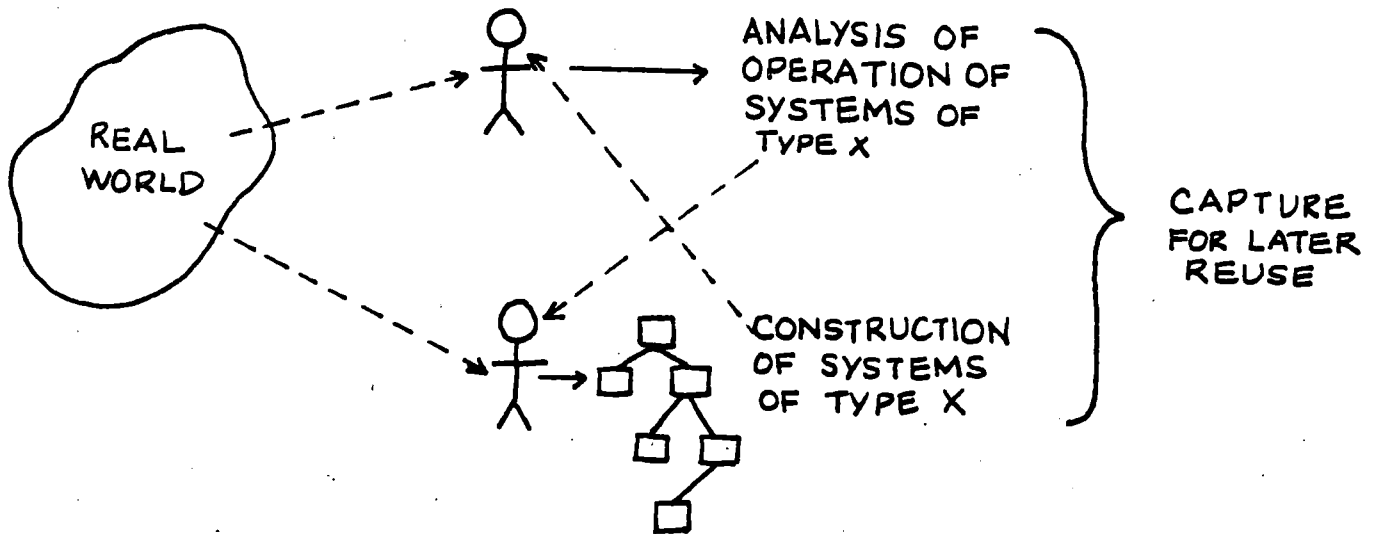 REAL
WORLD
ANALYSIS OF
OPERATION OF
SYSTEMS OF
TYPE X
CONSTRUCTION
OF SYSTEMS
OF TYPE X
CAPTURE
FOR LATER
REUSE